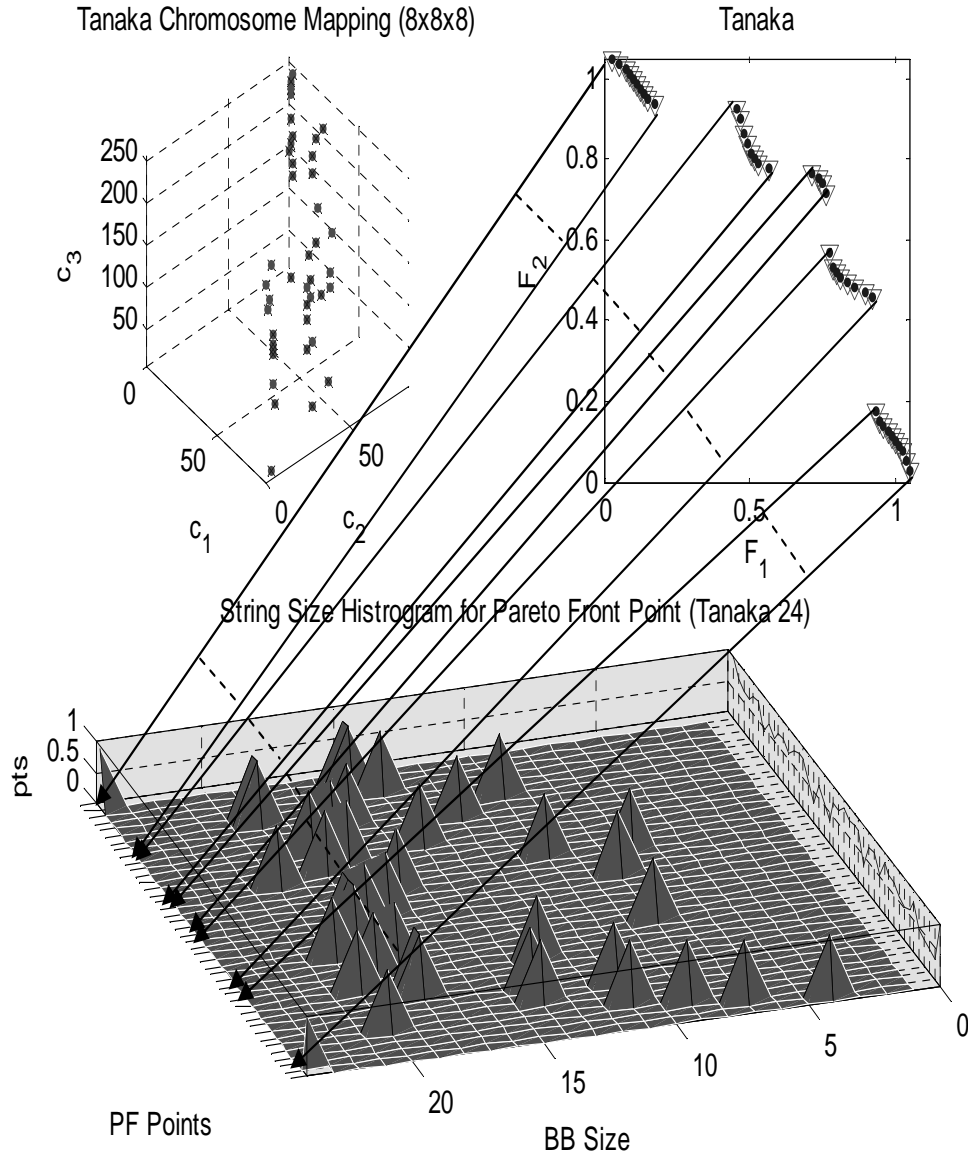 Tanaka Chromosome Mapping (8x8x8)
Tanaka
250
200
150
100
50
c3
0
50
c1
0
50
c2
1
0.8
0.6
0.4
0.2
0
F2
0
0.5
1
F1
String Size Histrogram for Pareto Front Point (Tanaka 24)
1
0.5
0
pts
0
5
10
15
20
PF Points
BB Size